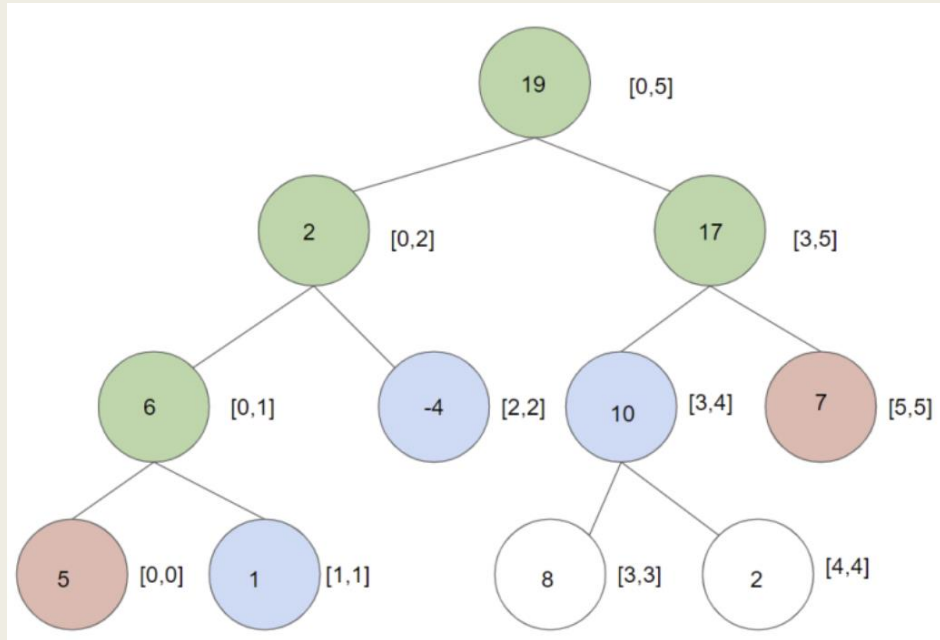 19 [0,5]
2 [0,2] 17 [3,5]
6 [0,1] -4 [2,2] 10 [3,4] 7 [5,5]
5 [0,0] 1 [1,1] 8 [3,3] 2 [4,4]